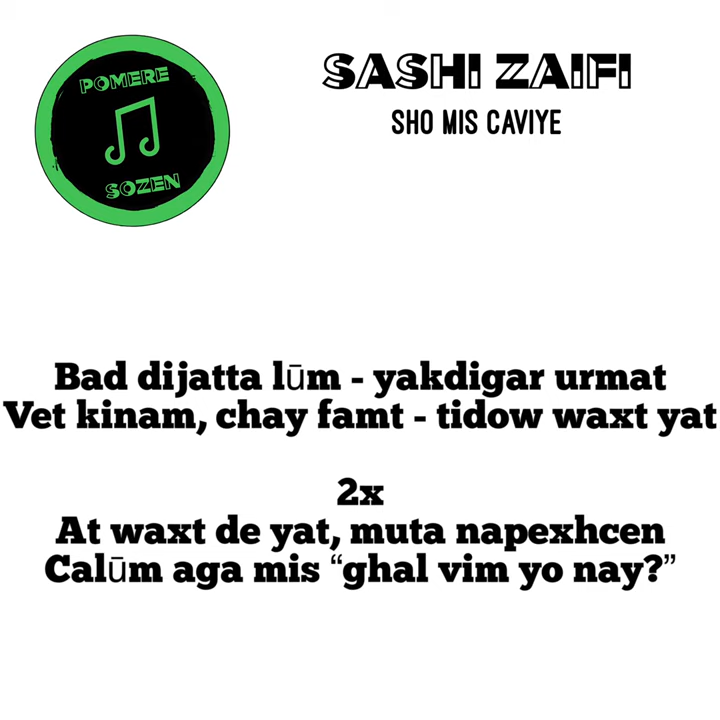 POMERE
SOZEN
SASHI ZAIFI
SHO MIS CAVIYE
Bad dijatta lūm - yakdigar urmat
Vet kinam, chay famt - tidow waxt yat
2x
At waxt de yat, muta napexhcen
Calūm aga mis “ghal vim yo nay?”